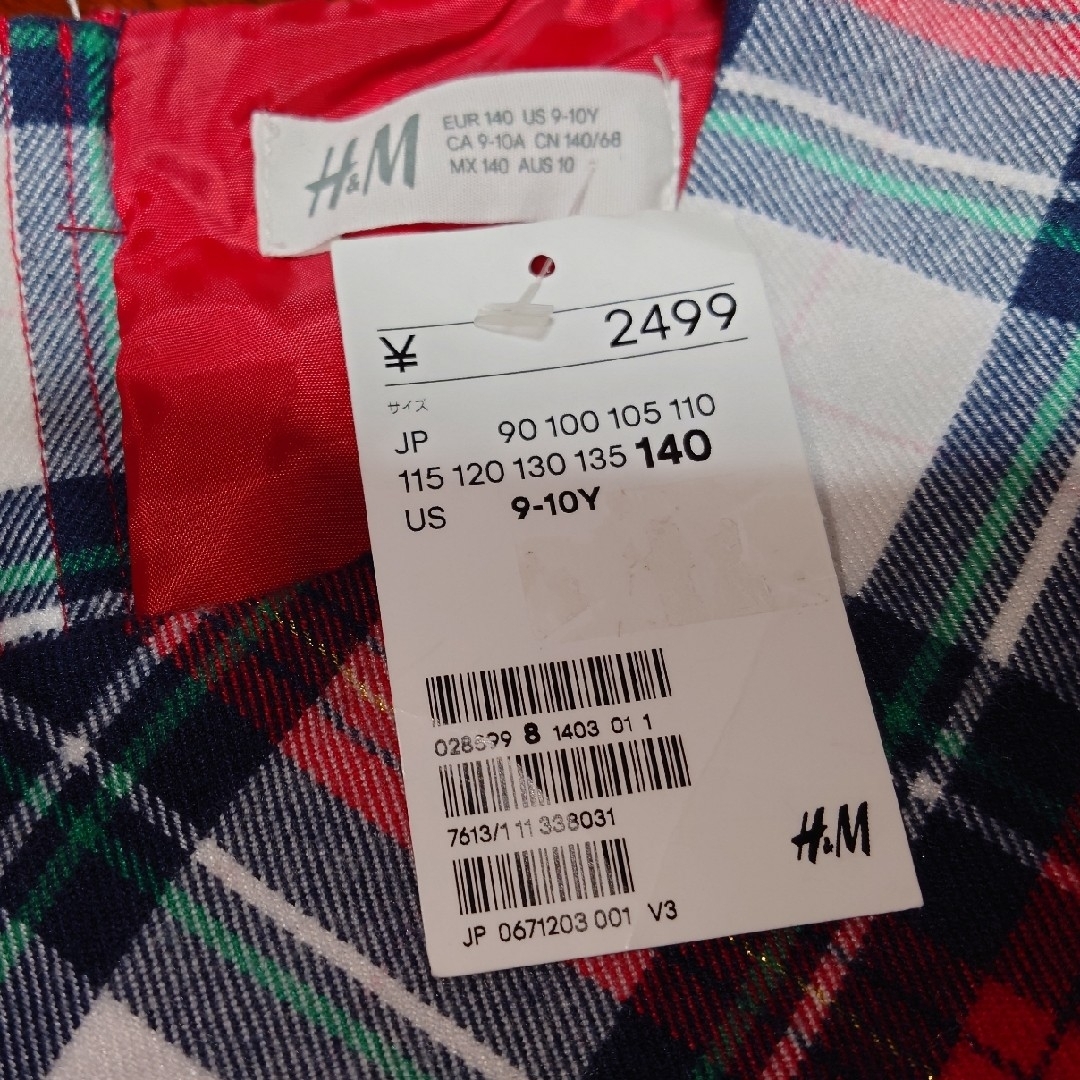 H&M
EUR 140 US 9-10Y
CA 9-10A CN 140/68
MX 140 AUS 10
¥ 2499
サイズ
JP 90 100 105 110
115 120 130 135 140
US 9-10Y
028699 8 1403 01 1
7613/1 11 338031
JP 0671203 001 V3
H&M